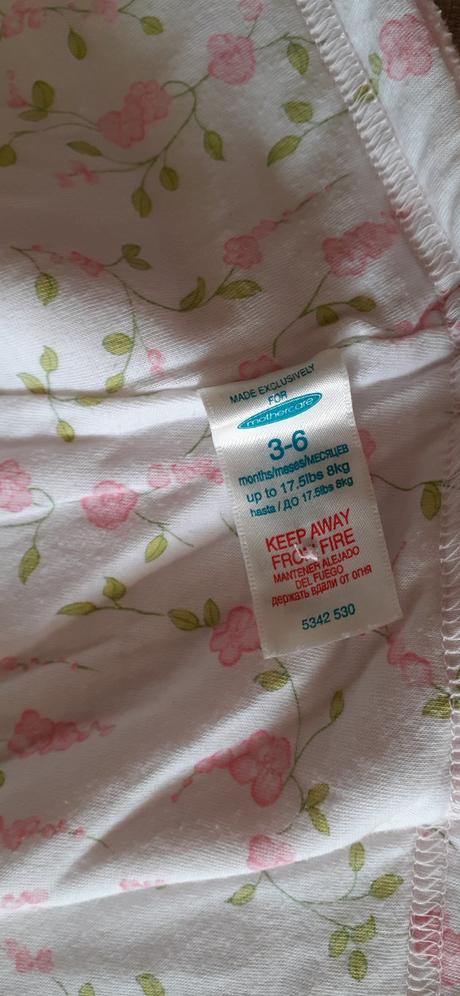 MADE EXCLUSIVELY
FOR
mothercare
3-6
months/meses/МЕСЯЦЕВ
up to 17.5lbs 8kg
hasta / ДО 17.5lbs 8kg
KEEP AWAY
FROM FIRE
MANTENER ALEJADO
DEL FUEGO
держать вдали от огня
5342 530